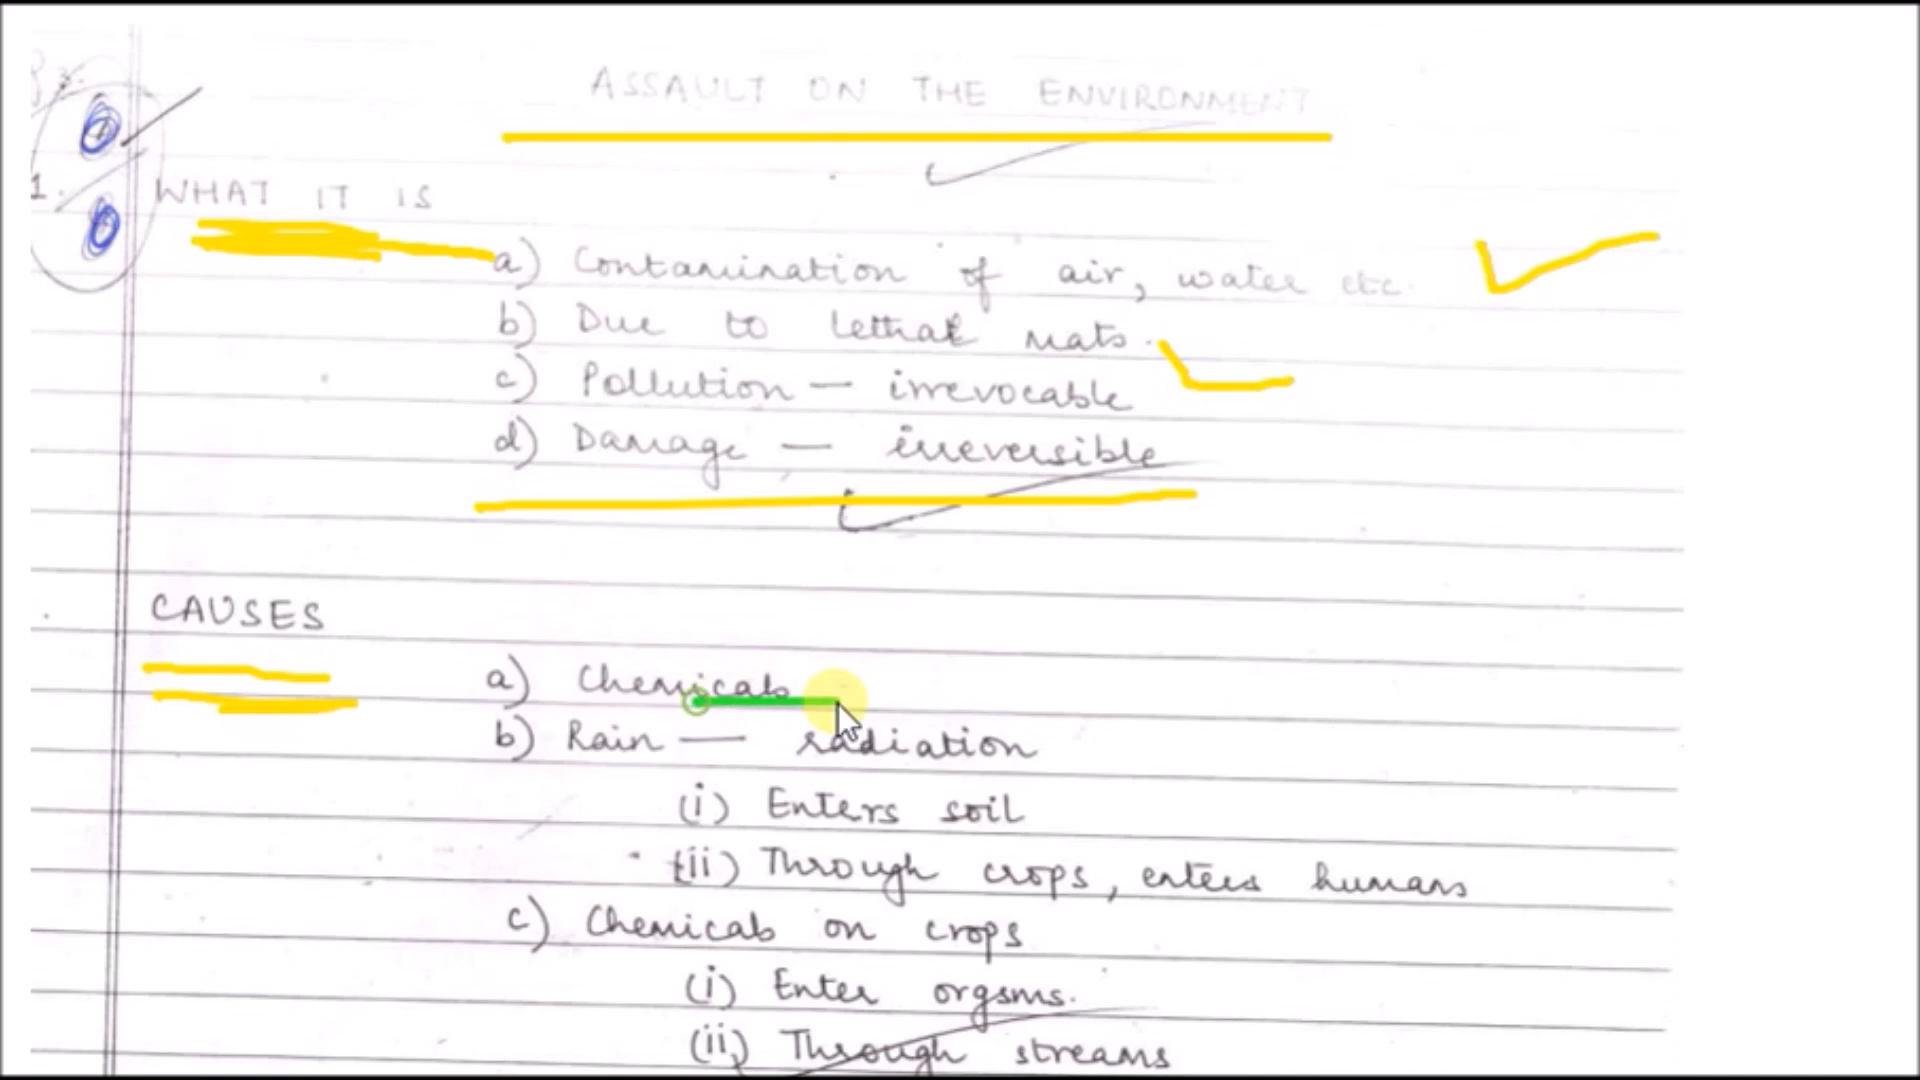 ASSAULT ON THE ENVIRONMENT
1. WHAT IT IS
a) Contamination of air, water etc.
b) Due to lethal mats.
c) Pollution — irrevocable
d) Damage — irreversible
CAUSES
a) Chemicals
b) Rain — radiation
(i) Enters soil
(ii) Through crops, enters humans
c) Chemicals on crops
(i) Enter orgsms.
(ii) Through streams